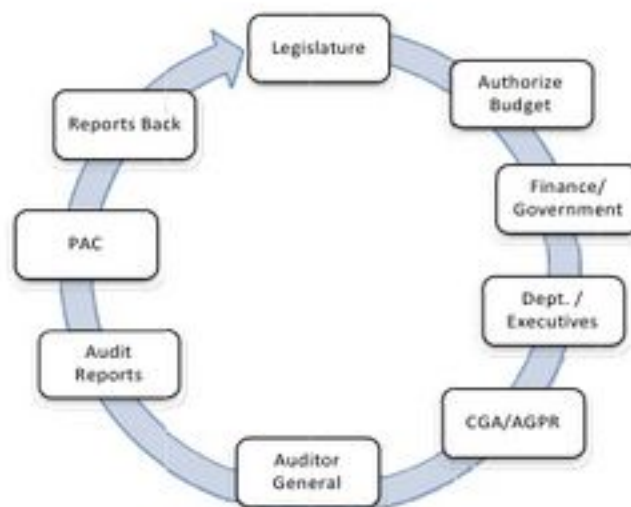 Legislature
Authorize
Budget
Finance/
Government
Dept. /
Executives
CGA/AGPR
Auditor
General
Audit
Reports
PAC
Reports Back